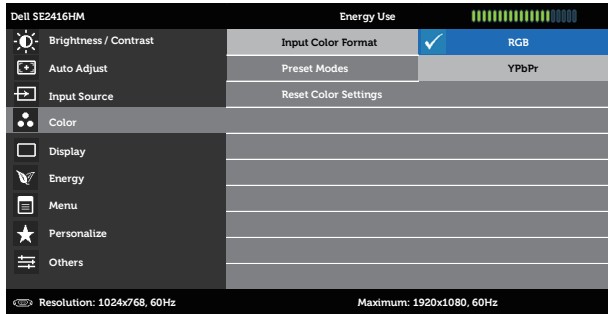 Dell SE2416HM Energy Use
Brightness / Contrast Input Color Format RGB
Auto Adjust Preset Modes YPbPr
Input Source Reset Color Settings
Color
Display
Energy
Menu
Personalize
Others
Resolution: 1024x768, 60Hz Maximum: 1920x1080, 60Hz